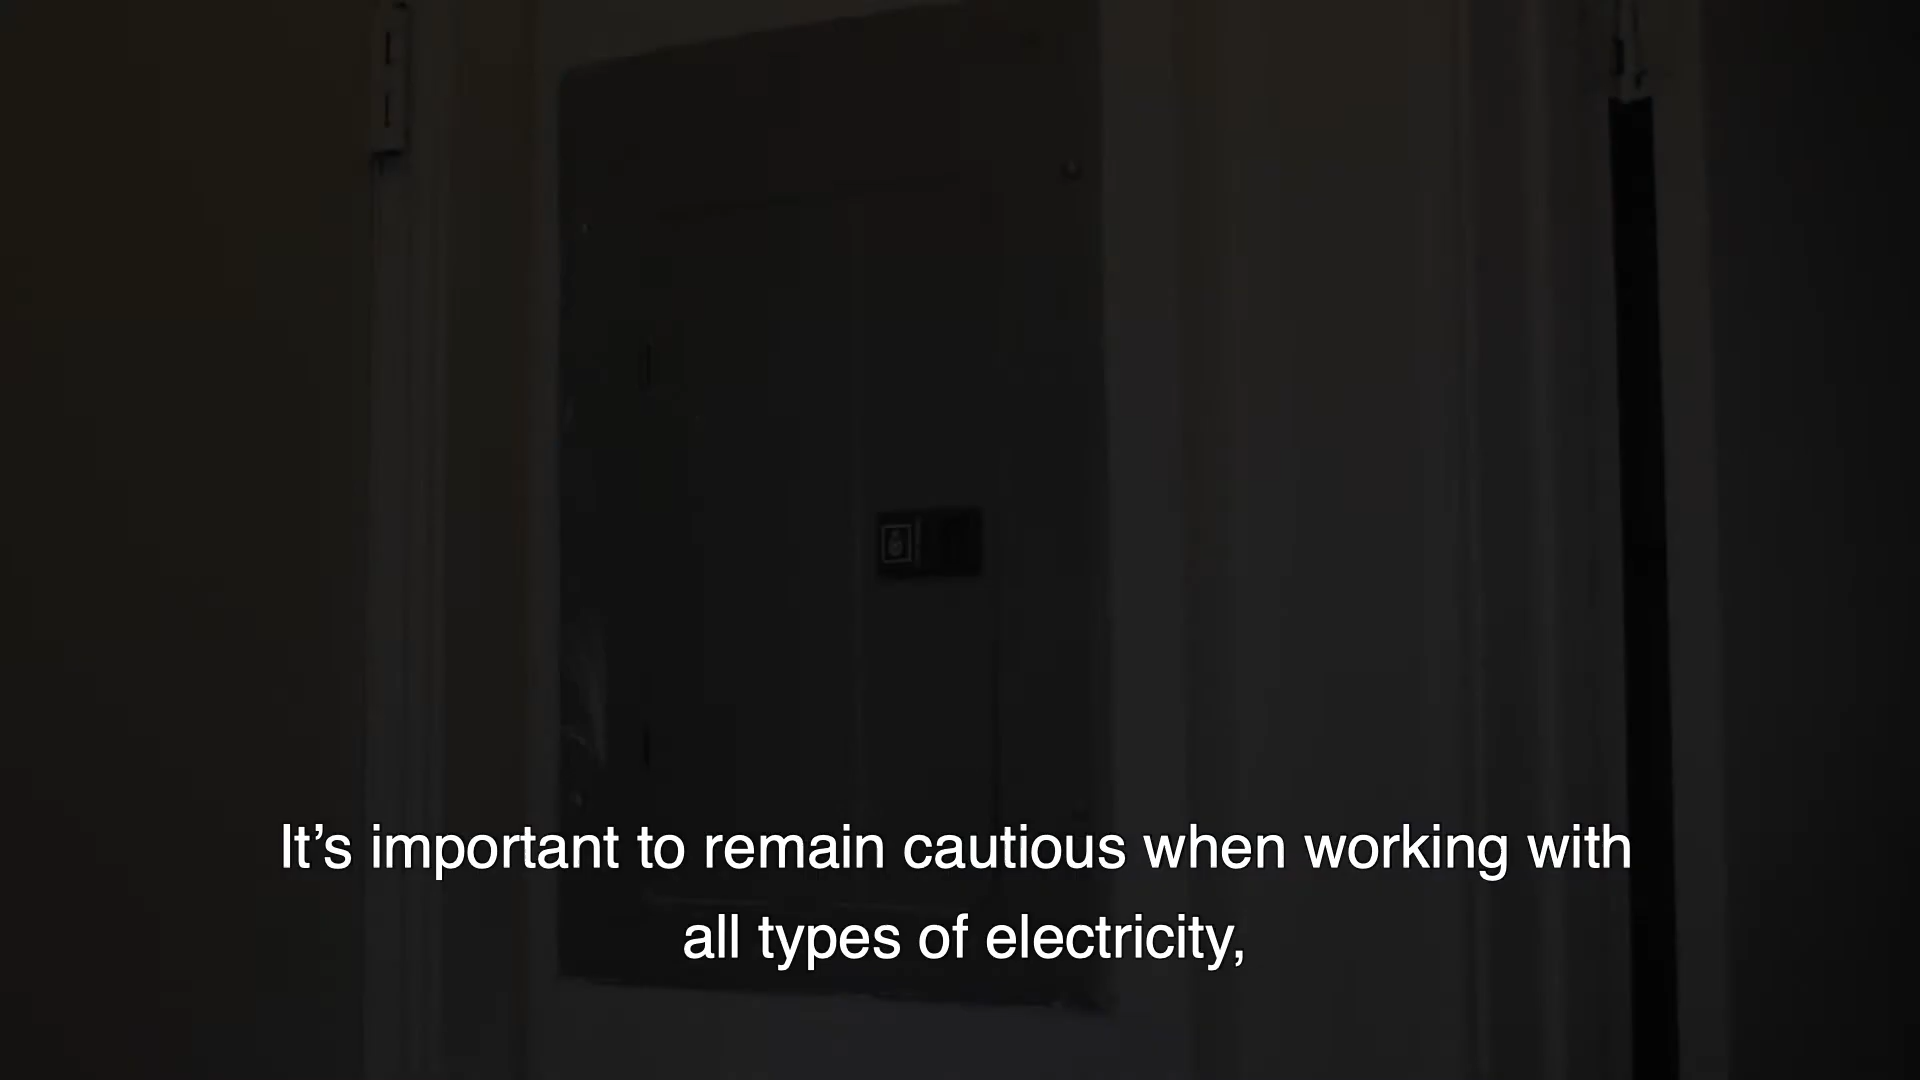 It’s important to remain cautious when working with
all types of electricity,